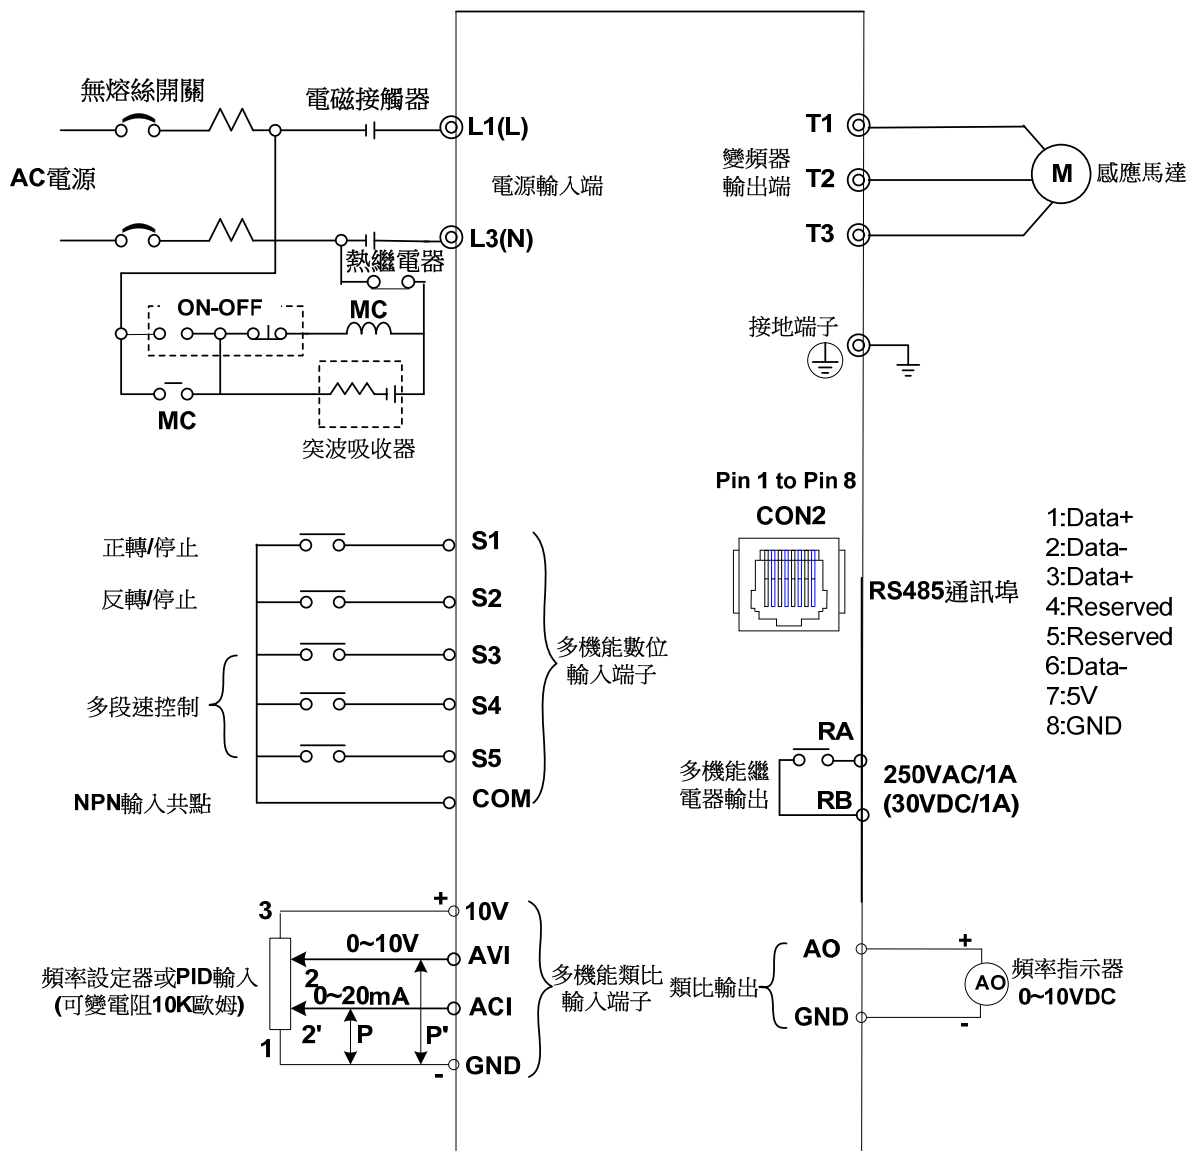 無熔絲開關
電磁接觸器
L1(L)
T1
AC電源
電源輸入端
變頻器
輸出端
T2
M
感應馬達
L3(N)
T3
熱繼電器
ON-OFF
MC
接地端子
MC
突波吸收器
Pin 1 to Pin 8
CON2
正轉/停止
S1
反轉/停止
S2
S3
多段速控制
S4
S5
NPN輸入共點
COM
多機能數位
輸入端子
RS485通訊埠
1:Data+
2:Data-
3:Data+
4:Reserved
5:Reserved
6:Data-
7:5V
8:GND
RA
多機能繼
電器輸出
RB
250VAC/1A
(30VDC/1A)
3
+
10V
0~10V
AVI
2
頻率設定器或PID輸入
(可變電阻10K歐姆)
0~20mA
ACI
2'
P
P'
1
-
GND
多機能類比
輸入端子
類比輸出
AO
GND
+
AO
-
頻率指示器
0~10VDC